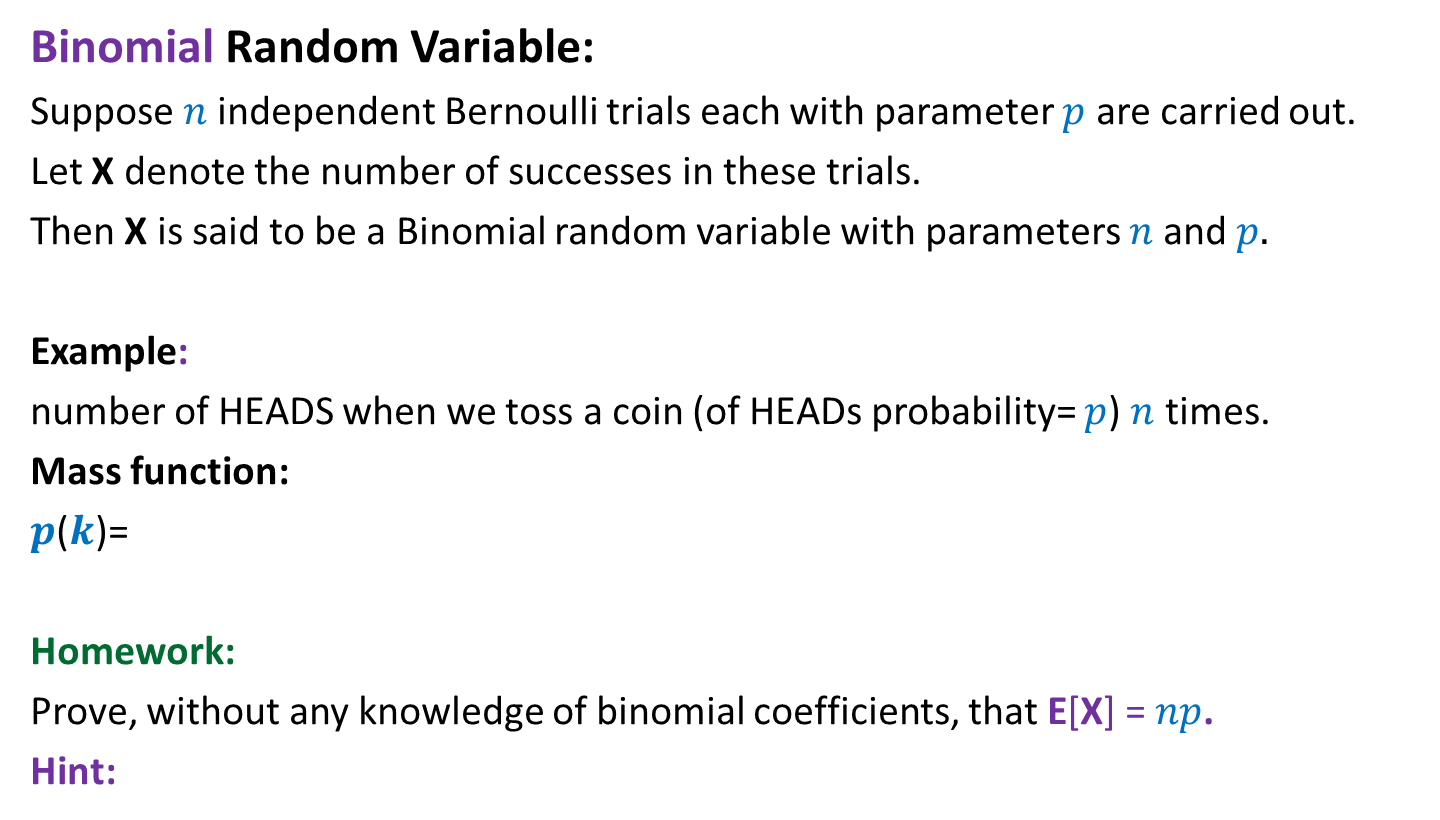 Binomial Random Variable:
Suppose n independent Bernoulli trials each with parameter p are carried out.
Let X denote the number of successes in these trials.
Then X is said to be a Binomial random variable with parameters n and p.
Example:
number of HEADS when we toss a coin (of HEADs probability= p) n times.
Mass function:
p(k)=
Homework:
Prove, without any knowledge of binomial coefficients, that E[X] = np.
Hint: